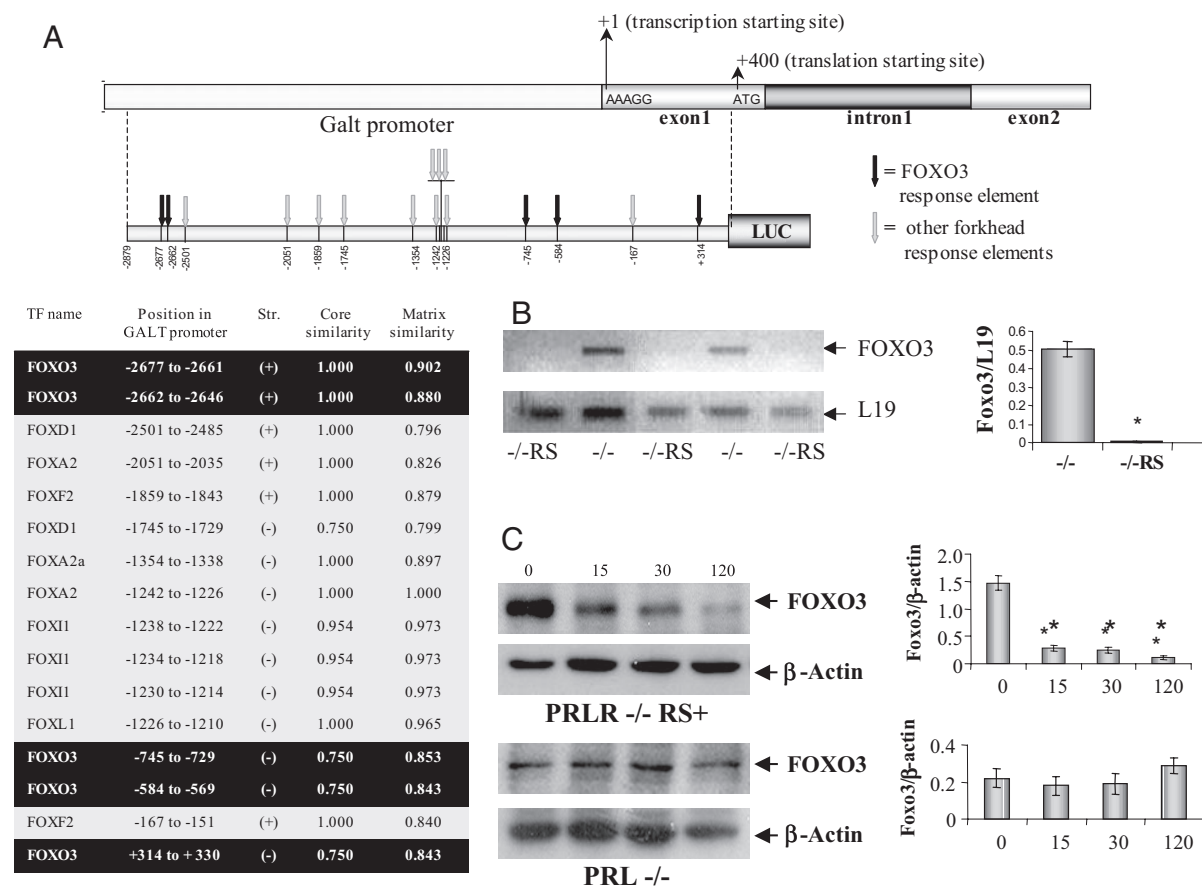 A
+1 (transcription starting site)
+400 (translation starting site)
AAAGG
ATG
Galt promoter
exon1
intron1
exon2
= FOXO3
response element
= other forkhead
response elements
LUC
-2879
-2677
-2662
-2501
-2051
-1859
-1745
-1354
-1242
-1226
-745
-584
-167
+314
TF name Position in GALT promoter Str. Core similarity Matrix similarity
FOXO3 -2677 to -2661 (+) 1.000 0.902
FOXO3 -2662 to -2646 (+) 1.000 0.880
FOXD1 -2501 to -2485 (+) 1.000 0.796
FOXA2 -2051 to -2035 (+) 1.000 0.826
FOXF2 -1859 to -1843 (+) 1.000 0.879
FOXD1 -1745 to -1729 (-) 0.750 0.799
FOXA2a -1354 to -1338 (-) 1.000 0.897
FOXA2 -1242 to -1226 (-) 1.000 1.000
FOXI1 -1238 to -1222 (-) 0.954 0.973
FOXI1 -1234 to -1218 (-) 0.954 0.973
FOXI1 -1230 to -1214 (-) 0.954 0.973
FOXL1 -1226 to -1210 (-) 1.000 0.965
FOXO3 -745 to -729 (-) 0.750 0.853
FOXO3 -584 to -569 (-) 0.750 0.843
FOXF2 -167 to -151 (+) 1.000 0.840
FOXO3 +314 to + 330 (-) 0.750 0.843
B
FOXO3
L19
-/-RS -/- -/-RS -/- -/-RS
Foxo3/L19
0.6
0.5
0.4
0.3
0.2
0.1
0
*
-/- -/-RS
C
0 15 30 120
FOXO3
β-Actin
PRLR -/- RS+
FOXO3
β-Actin
PRL -/-
Foxo3/β-actin
2.0
1.5
1.0
0.5
0
** ** **
0 15 30 120
Foxo3/β-actin
0.4
0.2
0
0 15 30 120